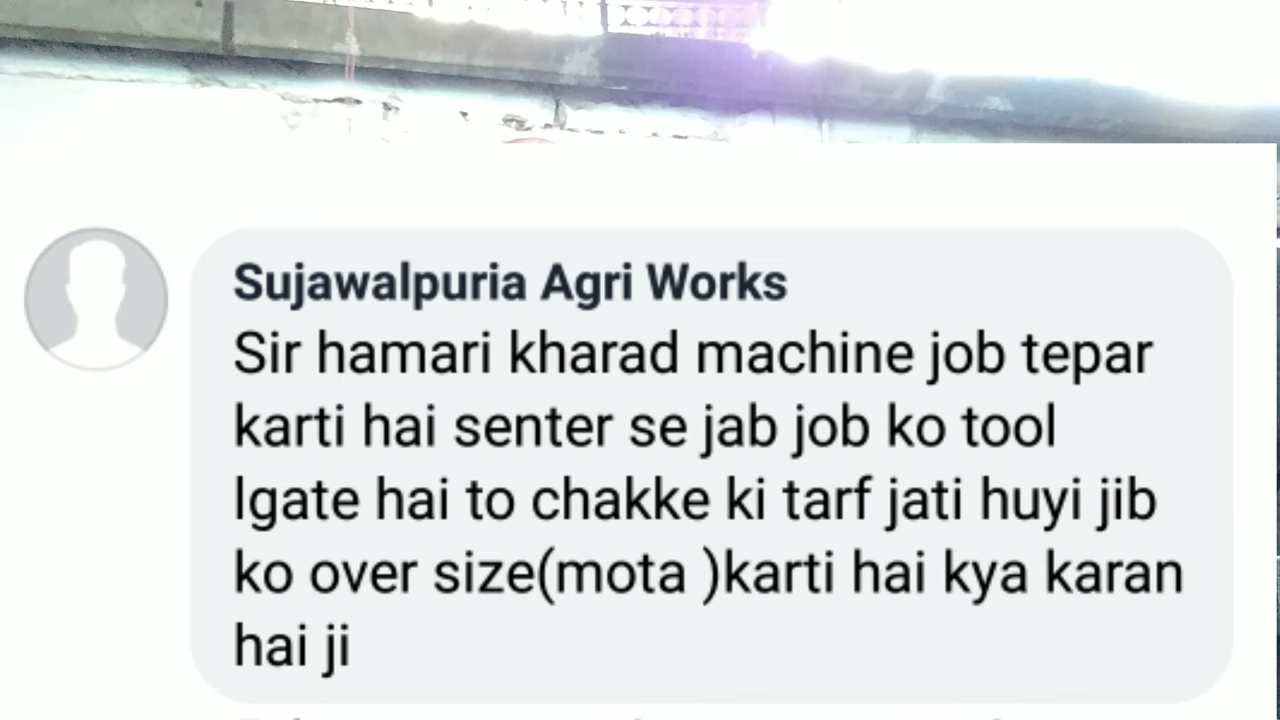 Sujawalpuria Agri Works
Sir hamari kharad machine job tepar
karti hai senter se jab job ko tool
lgate hai to chakke ki tarf jati huyi jib
ko over size(mota )karti hai kya karan
hai ji